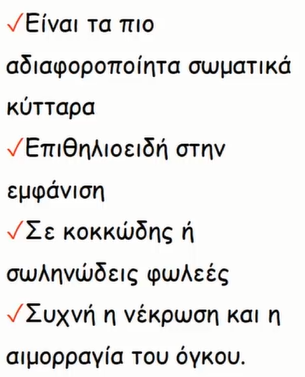 ✓Είναι τα πιο
αδιαφοροποίητα σωματικά
κύτταρα
✓Επιθηλιοειδή στην
εμφάνιση
✓Σε κοκκώδης ή
σωληνώδεις φωλεές
✓Συχνή η νέκρωση και η
αιμορραγία του όγκου.